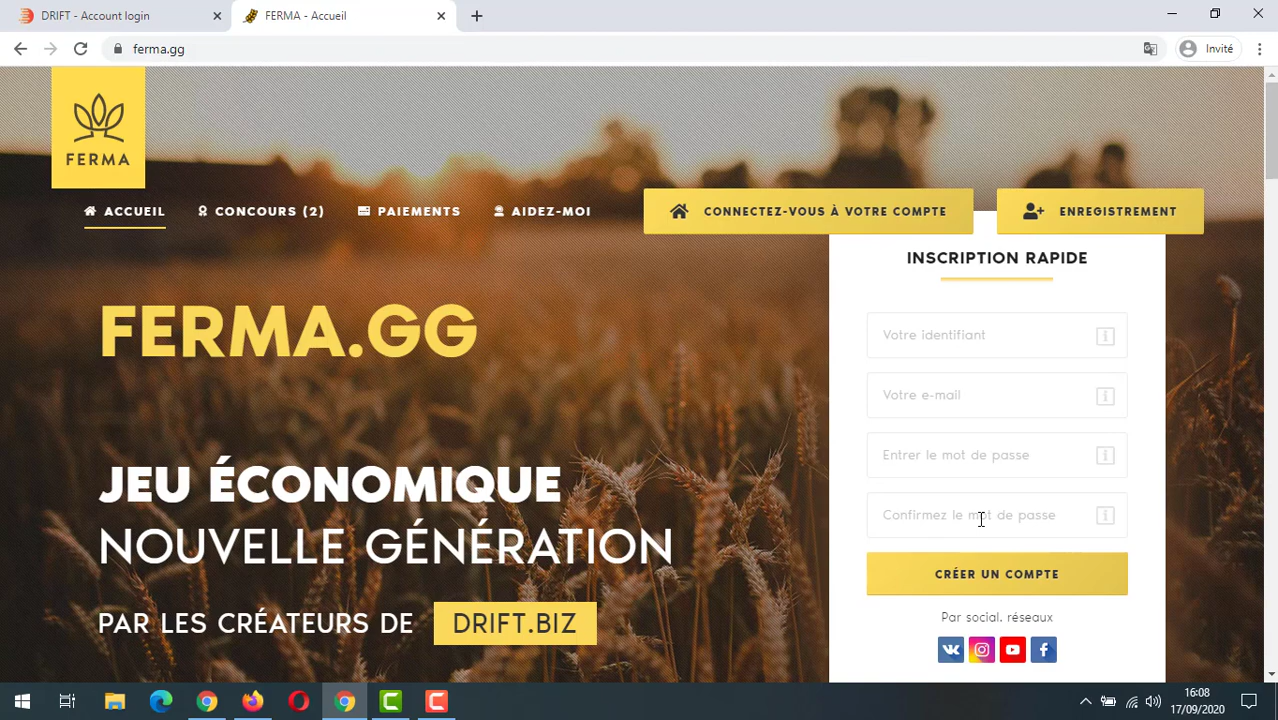 DRIFT - Account login
FERMA - Accueil
ferma.gg
Invité
FERMA
ACCUEIL
CONCOURS (2)
PAIEMENTS
AIDEZ-MOI
CONNECTEZ-VOUS À VOTRE COMPTE
ENREGISTREMENT
FERMA.GG
JEU ÉCONOMIQUE
NOUVELLE GÉNÉRATION
PAR LES CRÉATEURS DE DRIFT.BIZ
INSCRIPTION RAPIDE
Votre identifiant
Votre e-mail
Entrer le mot de passe
Confirmez le mot de passe
CRÉER UN COMPTE
Par social. réseaux
16:08
17/09/2020